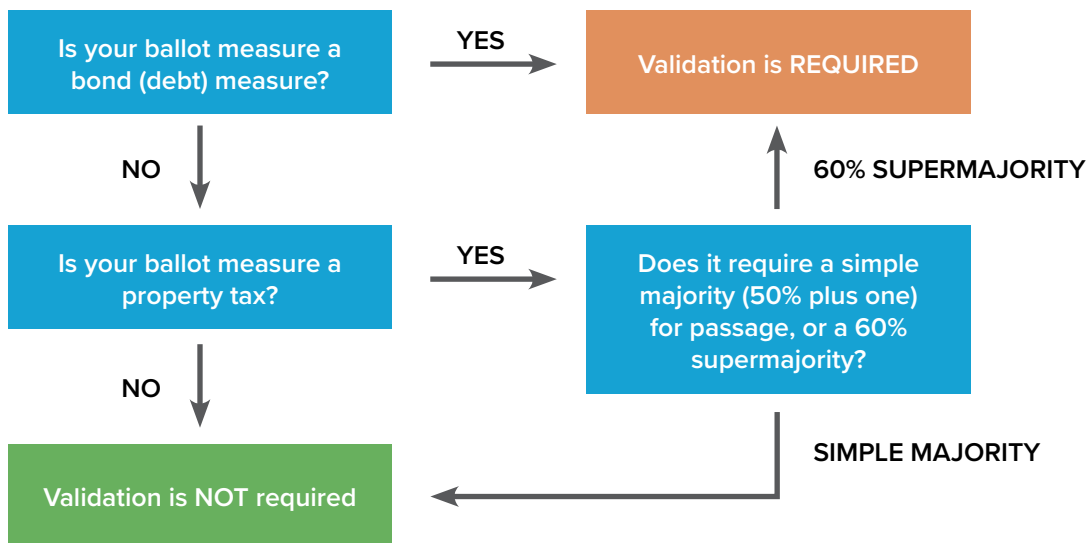 Is your ballot measure a
bond (debt) measure?
YES
Validation is REQUIRED
NO
60% SUPERMAJORITY
Is your ballot measure a
property tax?
YES
Does it require a simple
majority (50% plus one)
for passage, or a 60%
supermajority?
NO
SIMPLE MAJORITY
Validation is NOT required